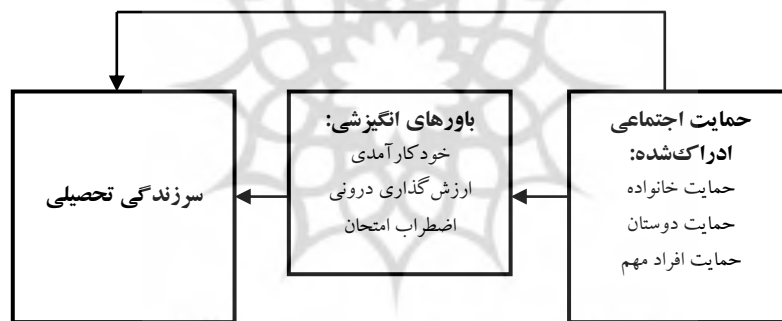 حمایت اجتماعی
ادراک‌شده:
حمایت خانواده
حمایت دوستان
حمایت افراد مهم
باورهای انگیزشی:
خودکارآمدی
ارزش‌گذاری درونی
اضطراب امتحان
سرزندگی تحصیلی